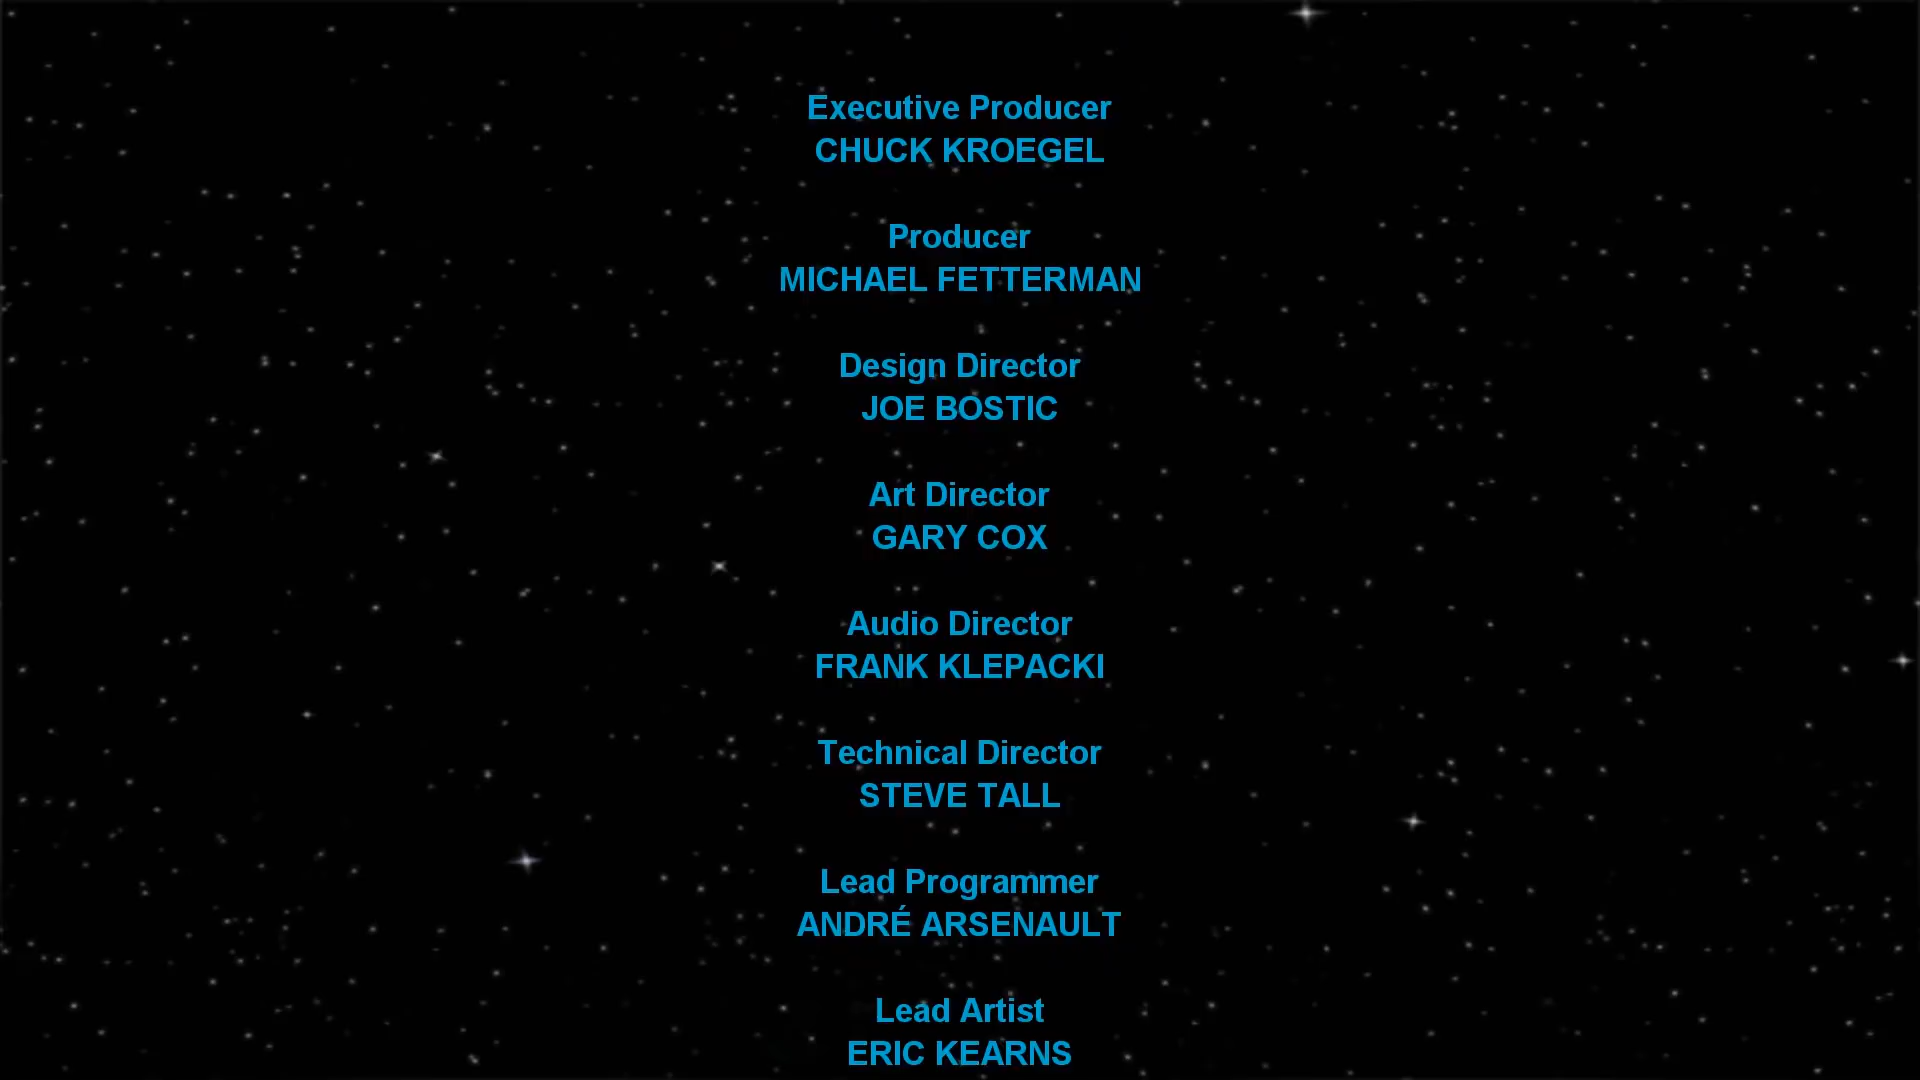 Executive Producer
CHUCK KROEGEL
Producer
MICHAEL FETTERMAN
Design Director
JOE BOSTIC
Art Director
GARY COX
Audio Director
FRANK KLEPACKI
Technical Director
STEVE TALL
Lead Programmer
ANDRÉ ARSENAULT
Lead Artist
ERIC KEARNS